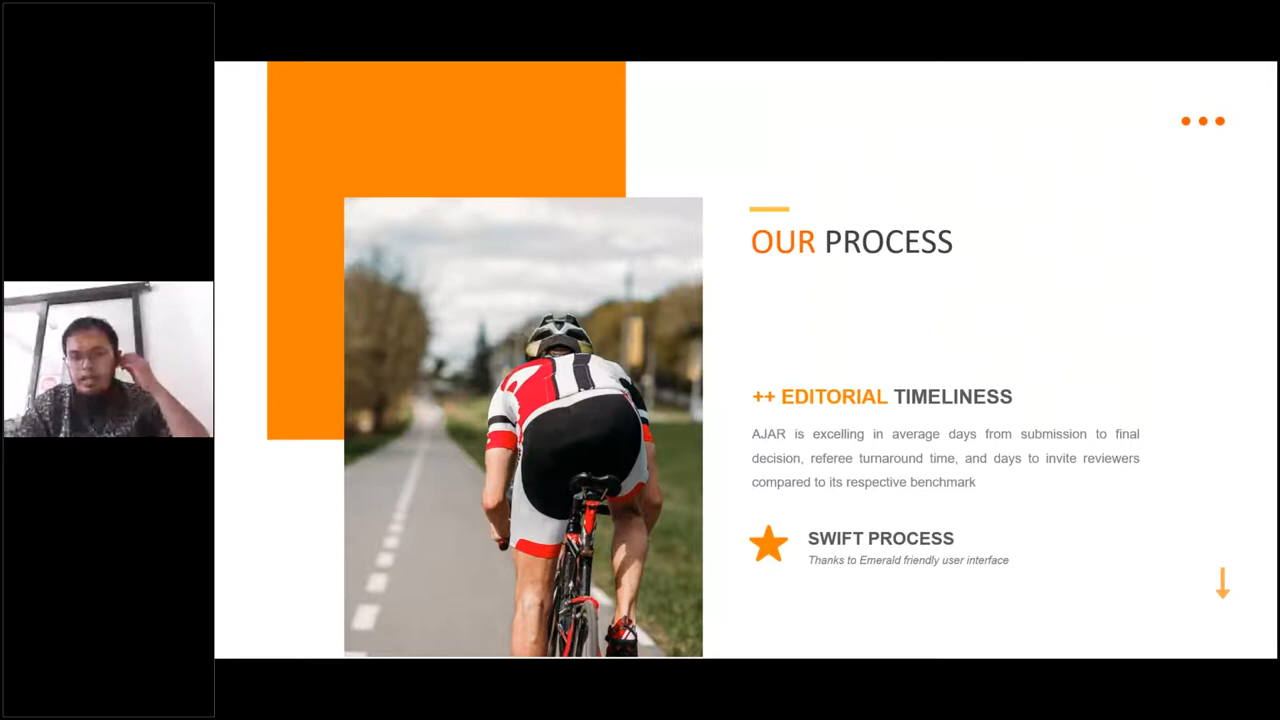 OUR PROCESS
++ EDITORIAL TIMELINESS
AJAR is excelling in average days from submission to final
decision, referee turnaround time, and days to invite reviewers
compared to its respective benchmark
SWIFT PROCESS
Thanks to Emerald friendly user interface